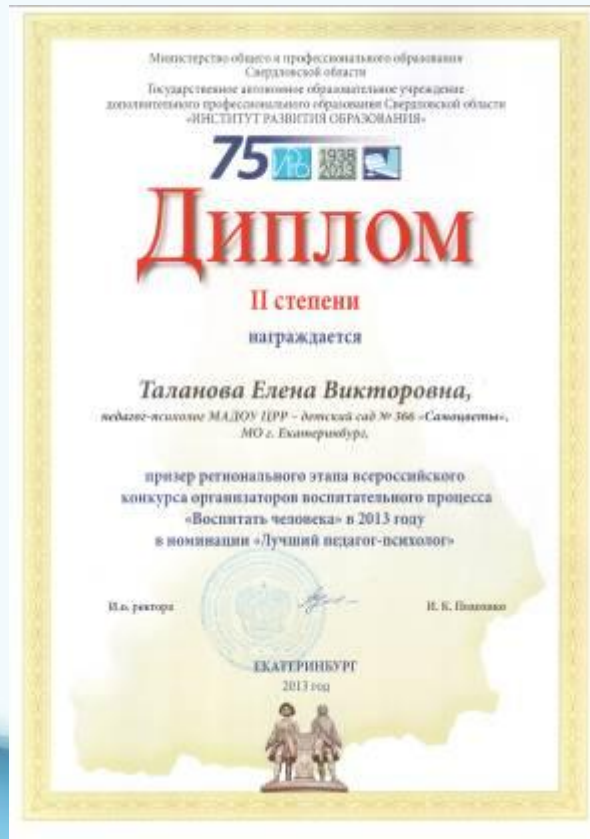 Министерство общего и профессионального образования
Свердловской области
Государственное автономное образовательное учреждение
дополнительного профессионального образования Свердловской области
«ИНСТИТУТ РАЗВИТИЯ ОБРАЗОВАНИЯ»
75 ИРО 1938 2013
Диплом
II степени
награждается
Таланова Елена Викторовна,
педагог-психолог МАДОУ ЦРР – детский сад № 366 «Самоцветы»,
МО г. Екатеринбург,
призер регионального этапа всероссийского
конкурса организаторов воспитательного процесса
«Воспитать человека» в 2013 году
в номинации «Лучший педагог-психолог»
И.о. ректора
И. К.
ЕКАТЕРИНБУРГ
2013 год